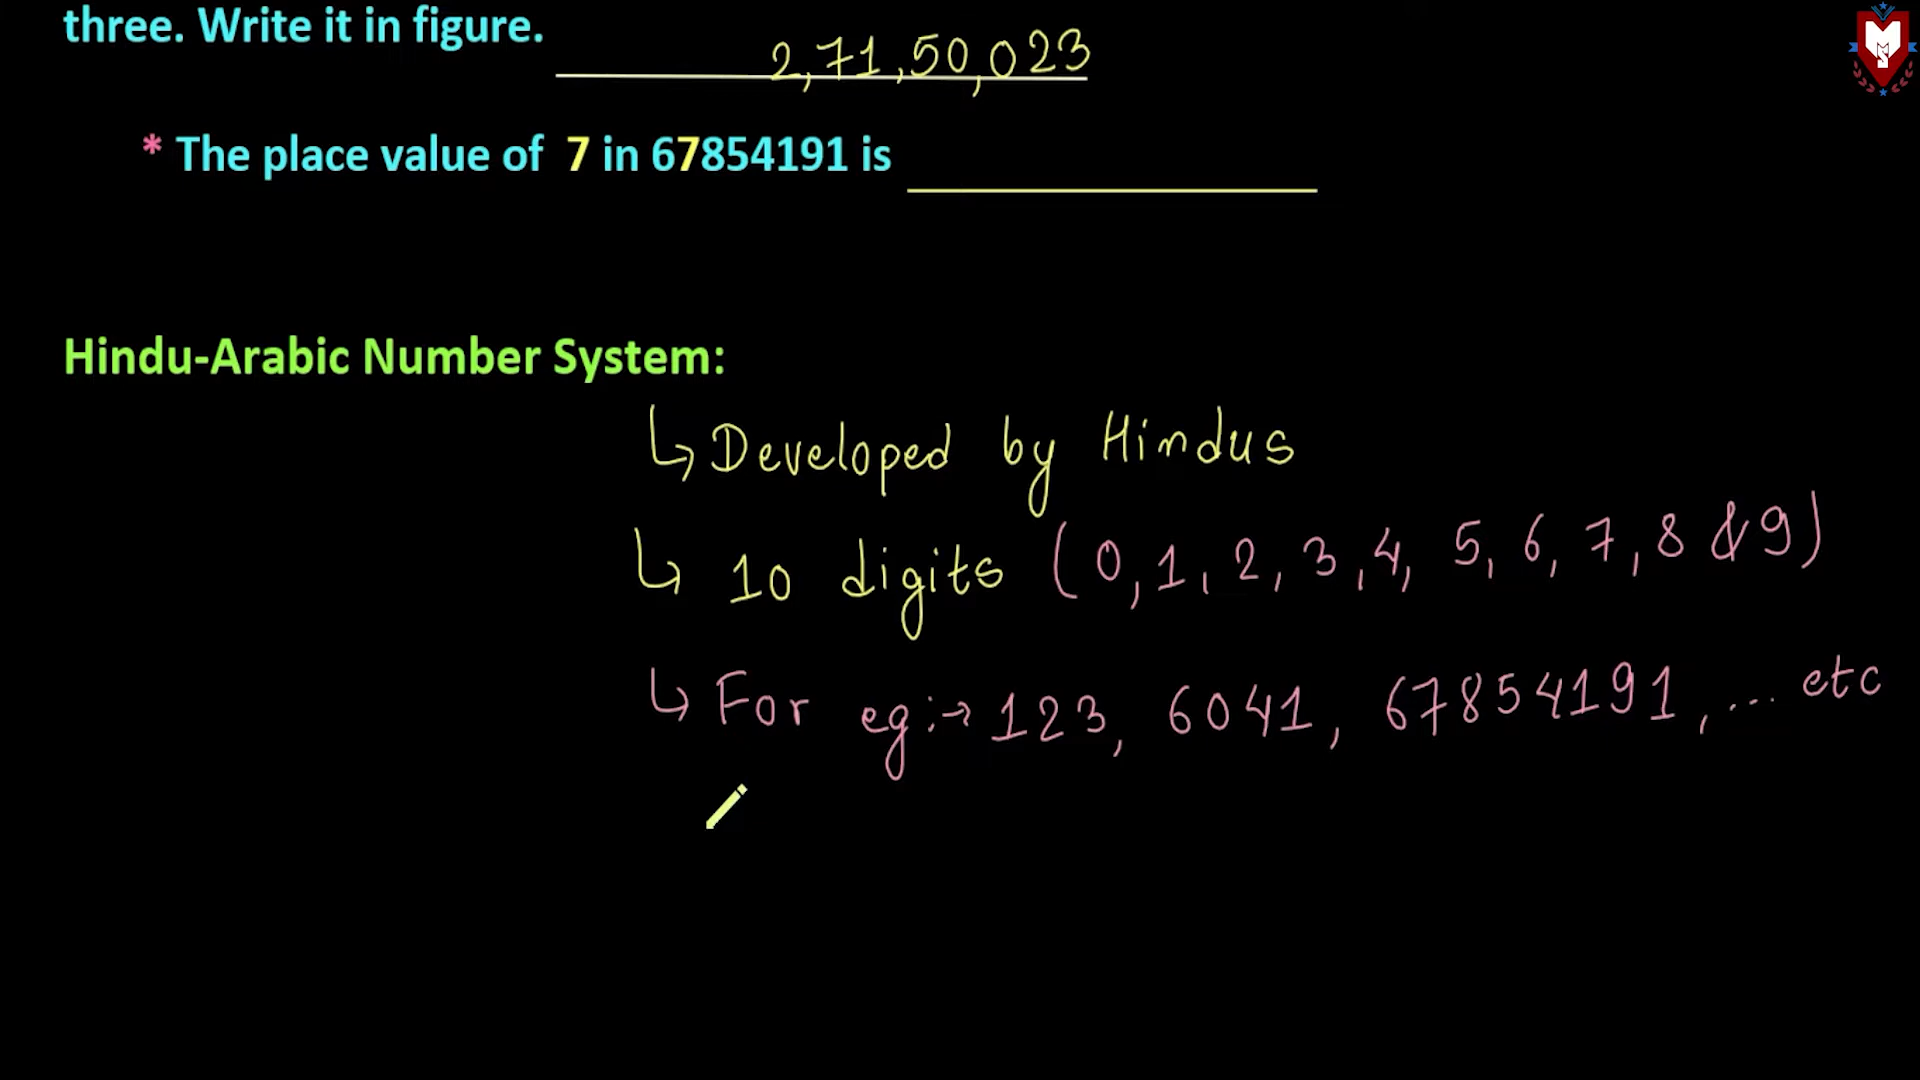 three. Write it in figure. 2,71,50,023
* The place value of 7 in 67854191 is
Hindu-Arabic Number System:
↳ Developed by Hindus
↳ 10 digits (0, 1, 2, 3, 4, 5, 6, 7, 8 & 9)
↳ For eg:→ 123, 6041, 67854191, ... etc